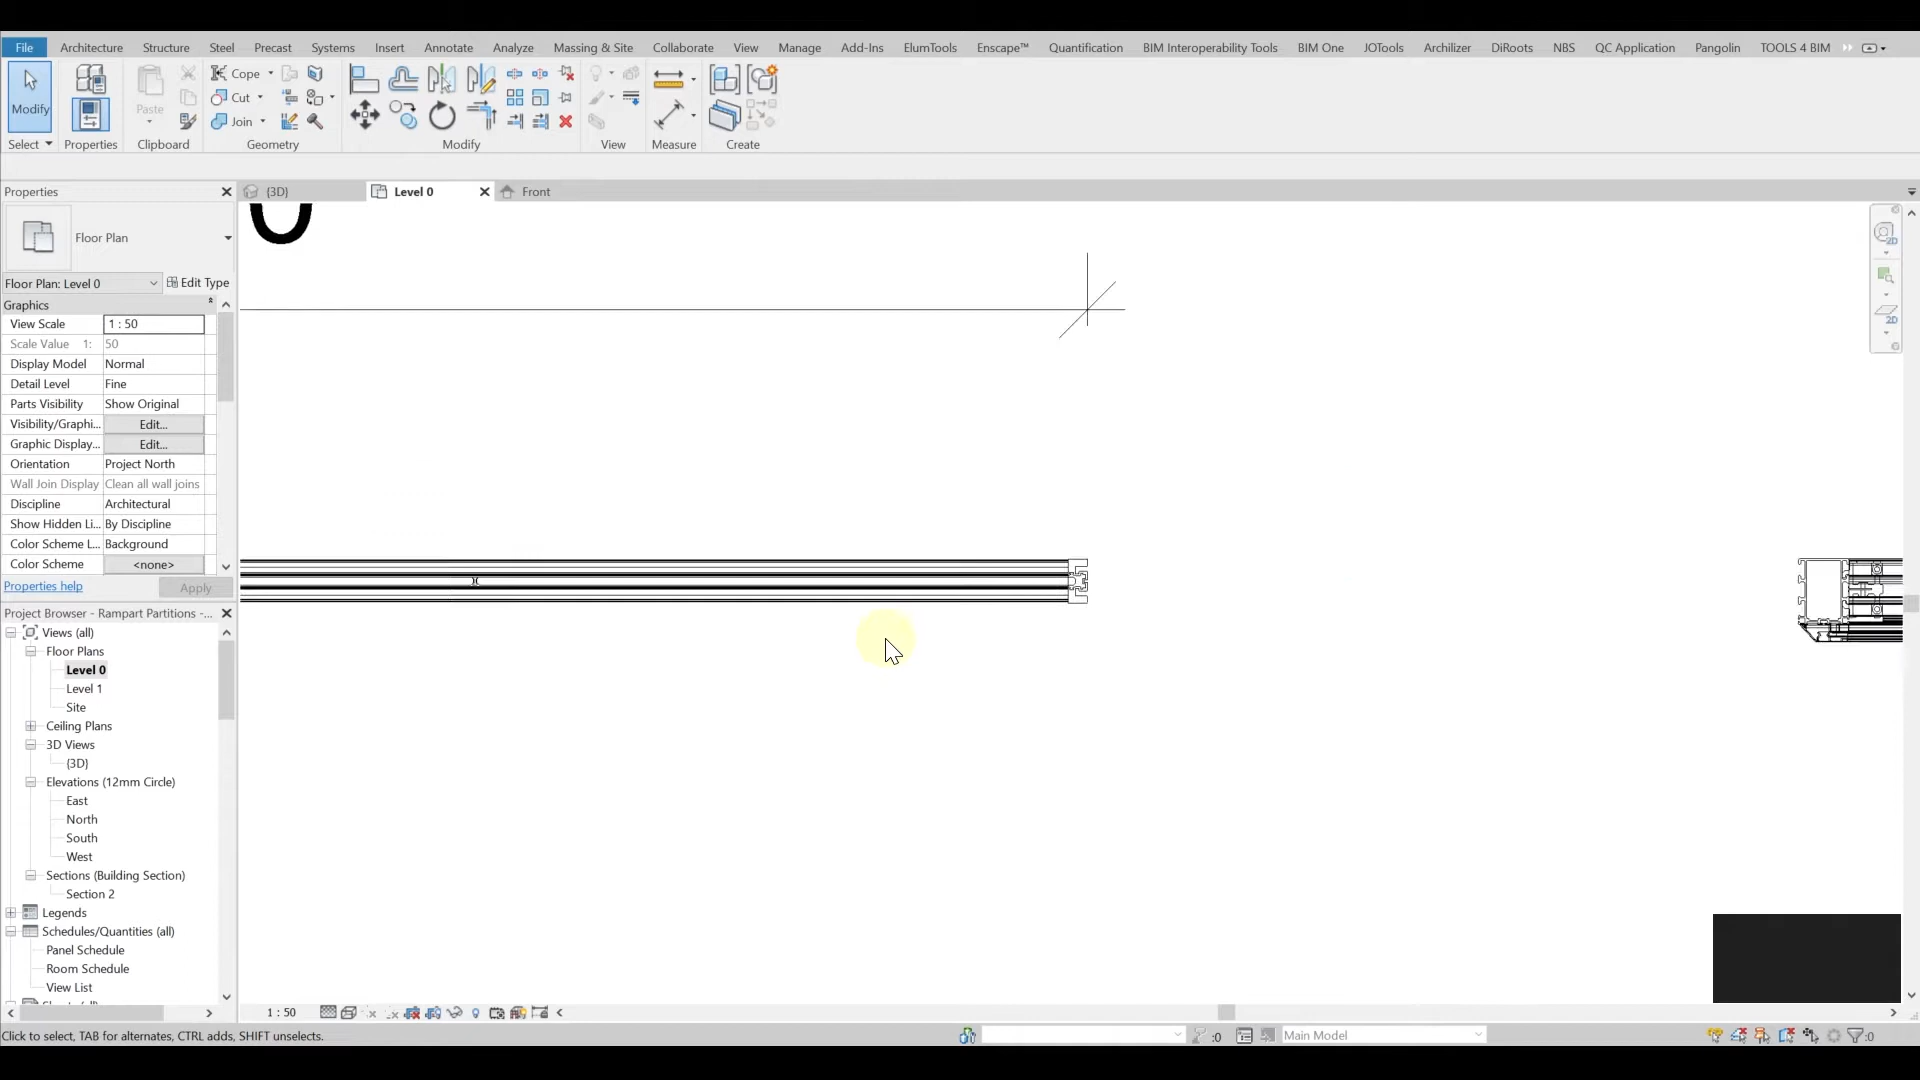 File Architecture Structure Steel Precast Systems Insert Annotate Analyze Massing & Site Collaborate View Manage Add-Ins ElumTools Enscape™ Quantification BIM Interoperability Tools BIM One JOTools Archilizer DiRoots NBS QC Application Pangolin TOOLS 4 BIM
Modify
Paste
Cope
Cut
Join
Select Properties Clipboard Geometry Modify View Measure Create
Properties
{3D}
Level 0
Front
Floor Plan
Floor Plan: Level 0
Edit Type
Graphics
View Scale 1 : 50
Scale Value 1: 50
Display Model Normal
Detail Level Fine
Parts Visibility Show Original
Visibility/Graphi... Edit...
Graphic Display... Edit...
Orientation Project North
Wall Join Display Clean all wall joins
Discipline Architectural
Show Hidden Li... By Discipline
Color Scheme L... Background
Color Scheme <none>
Properties help
Apply
Project Browser - Rampart Partitions -...
Views (all)
Floor Plans
Level 0
Level 1
Site
Ceiling Plans
3D Views
{3D}
Elevations (12mm Circle)
East
North
South
West
Sections (Building Section)
Section 2
Legends
Schedules/Quantities (all)
Panel Schedule
Room Schedule
View List
1 : 50
Click to select, TAB for alternates, CTRL adds, SHIFT unselects.
:0
Main Model
:0
2D
2D